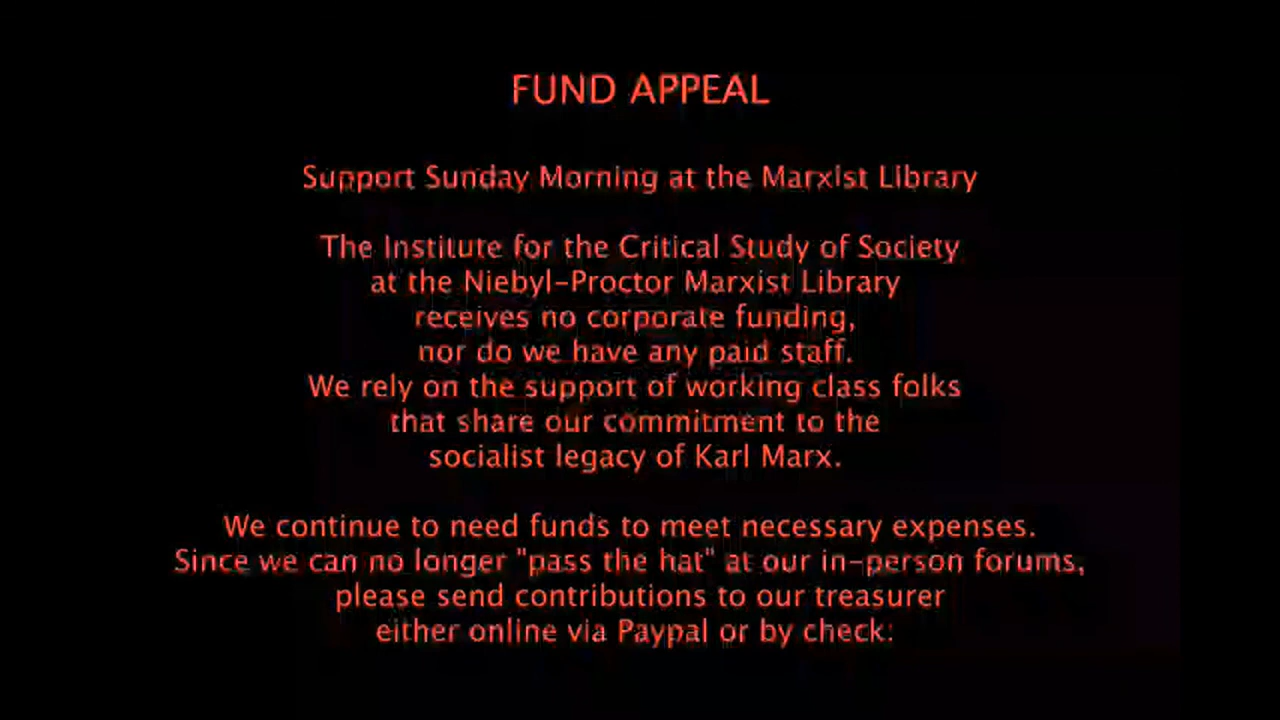 FUND APPEAL
Support Sunday Morning at the Marxist Library
The Institute for the Critical Study of Society
at the Niebyl-Proctor Marxist Library
receives no corporate funding,
nor do we have any paid staff.
We rely on the support of working class folks
that share our commitment to the
socialist legacy of Karl Marx.
We continue to need funds to meet necessary expenses.
Since we can no longer "pass the hat" at our in-person forums,
please send contributions to our treasurer
either online via Paypal or by check: